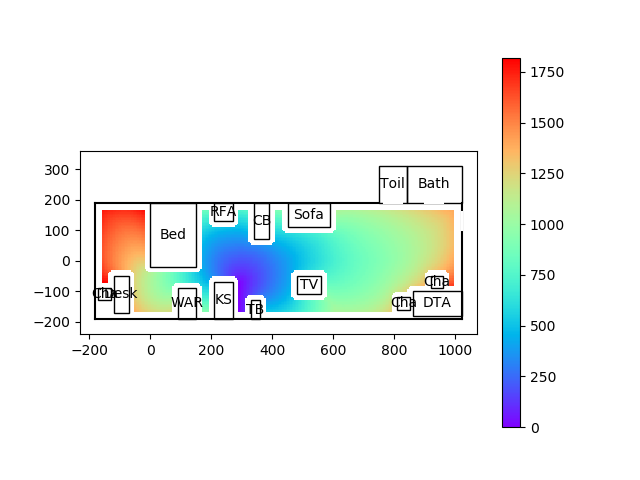 1750
1500
1250
1000
750
500
250
0
300
200
100
0
−100
−200
−200
0
200
400
600
800
1000
Toil
Bath
RFA
CB
Sofa
Bed
TV
Cha
Desk
WAR
KS
TB
Cha
Cha
DTA